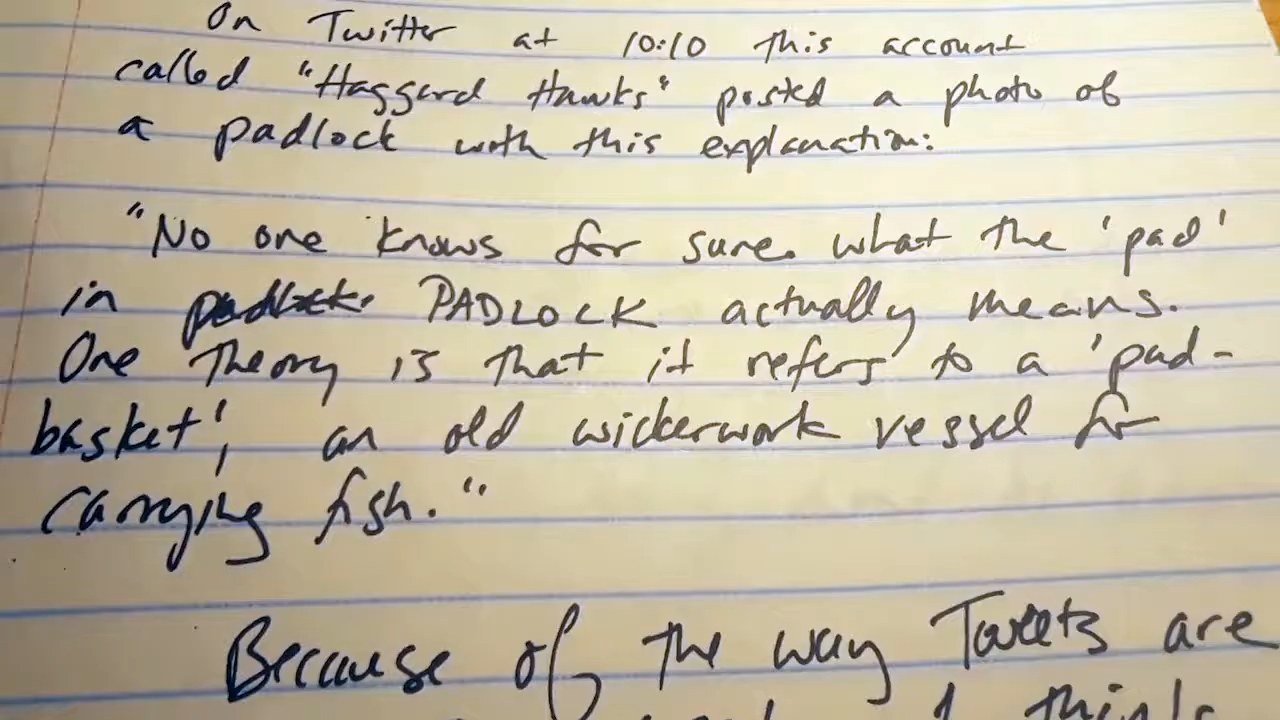 On Twitter at 10:10 this account
called "Haggard Hawks" posted a photo of
a padlock with this explanation:
"No one knows for sure what the 'pad'
in padlock PADLOCK actually means.
One theory is that it refers to a 'pad-
basket', an old wickerwork vessel for
carrying fish."
Because of the way Tweets are
I think